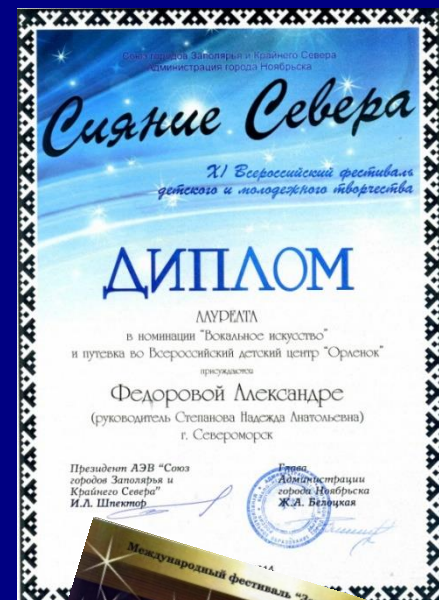 Союз городов Заполярья и Крайнего Севера
Администрация города Ноябрьска
Сияние Севера
XI Всероссийский фестиваль
детского и молодежного творчества
ДИПЛОМ
ЛАУРЕАТА
в номинации "Вокальное искусство"
и путевка во Всероссийский детский центр "Орленок"
присуждаются
Федоровой Александре
(руководитель Степанова Надежда Анатольевна)
г. Североморск
Президент АЭВ "Союз
городов Заполярья и
Крайнего Севера"
И.Л. Шпектор
Глава
Администрации
города Ноябрьска
Ж.А. Белоцкая
Международный фестиваль